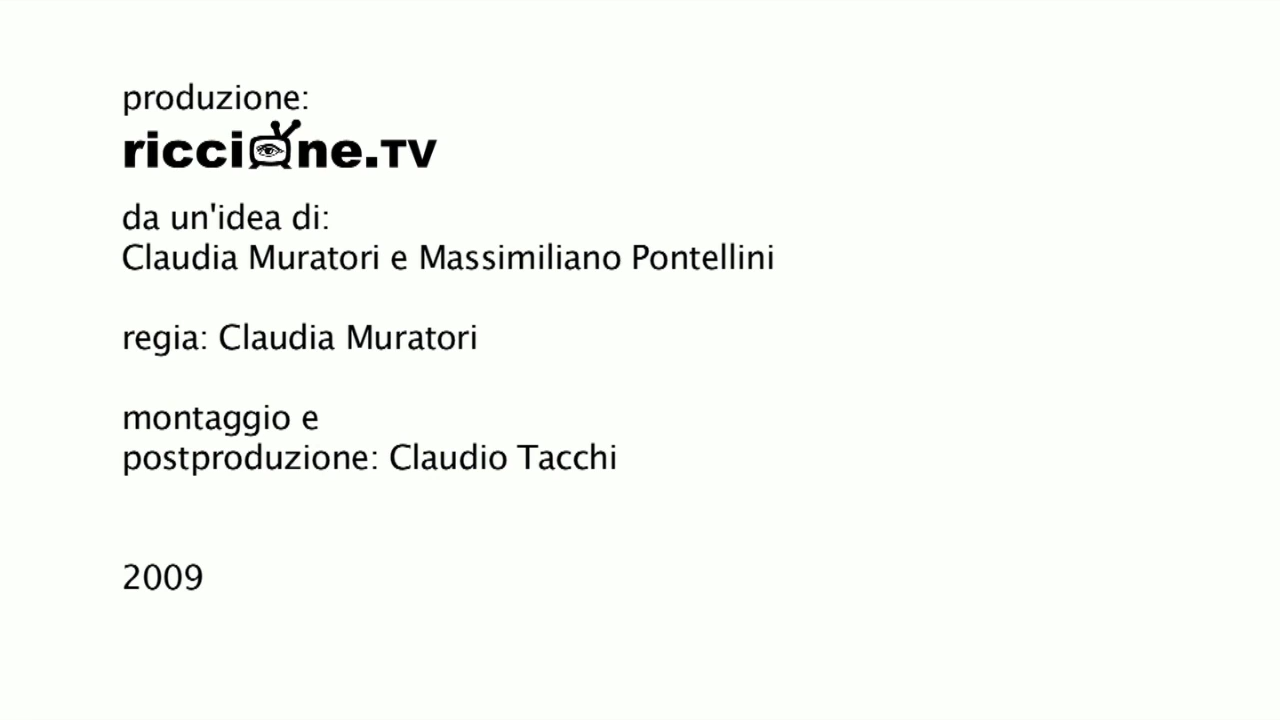 produzione:
riccione.TV
da un'idea di:
Claudia Muratori e Massimiliano Pontellini
regia: Claudia Muratori
montaggio e
postproduzione: Claudio Tacchi
2009